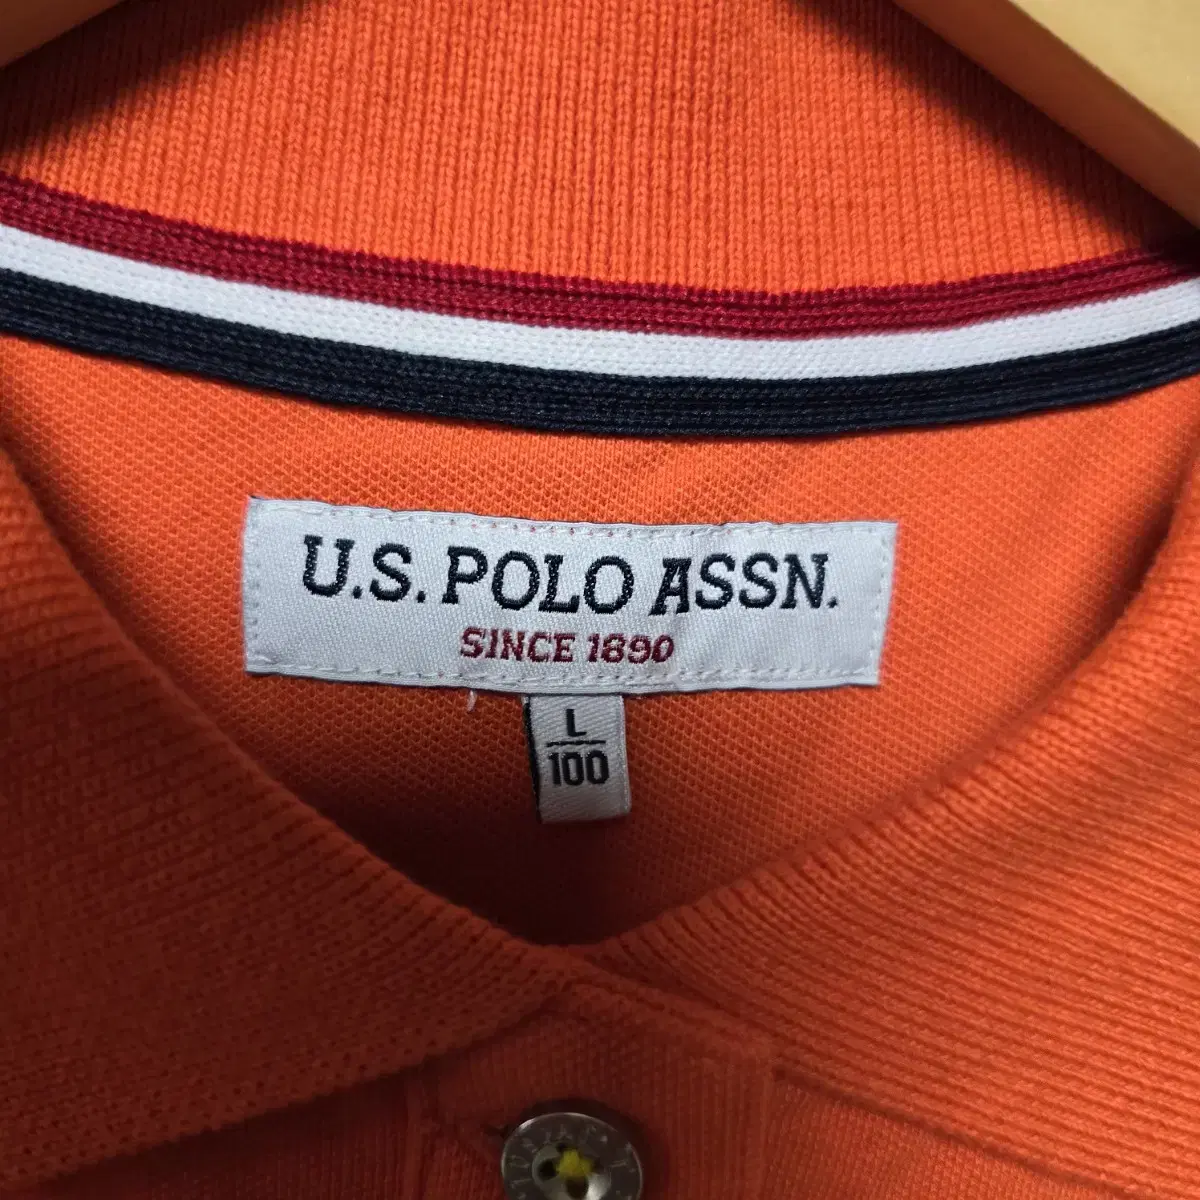 U.S. POLO ASSN.
SINCE 1890
L
100